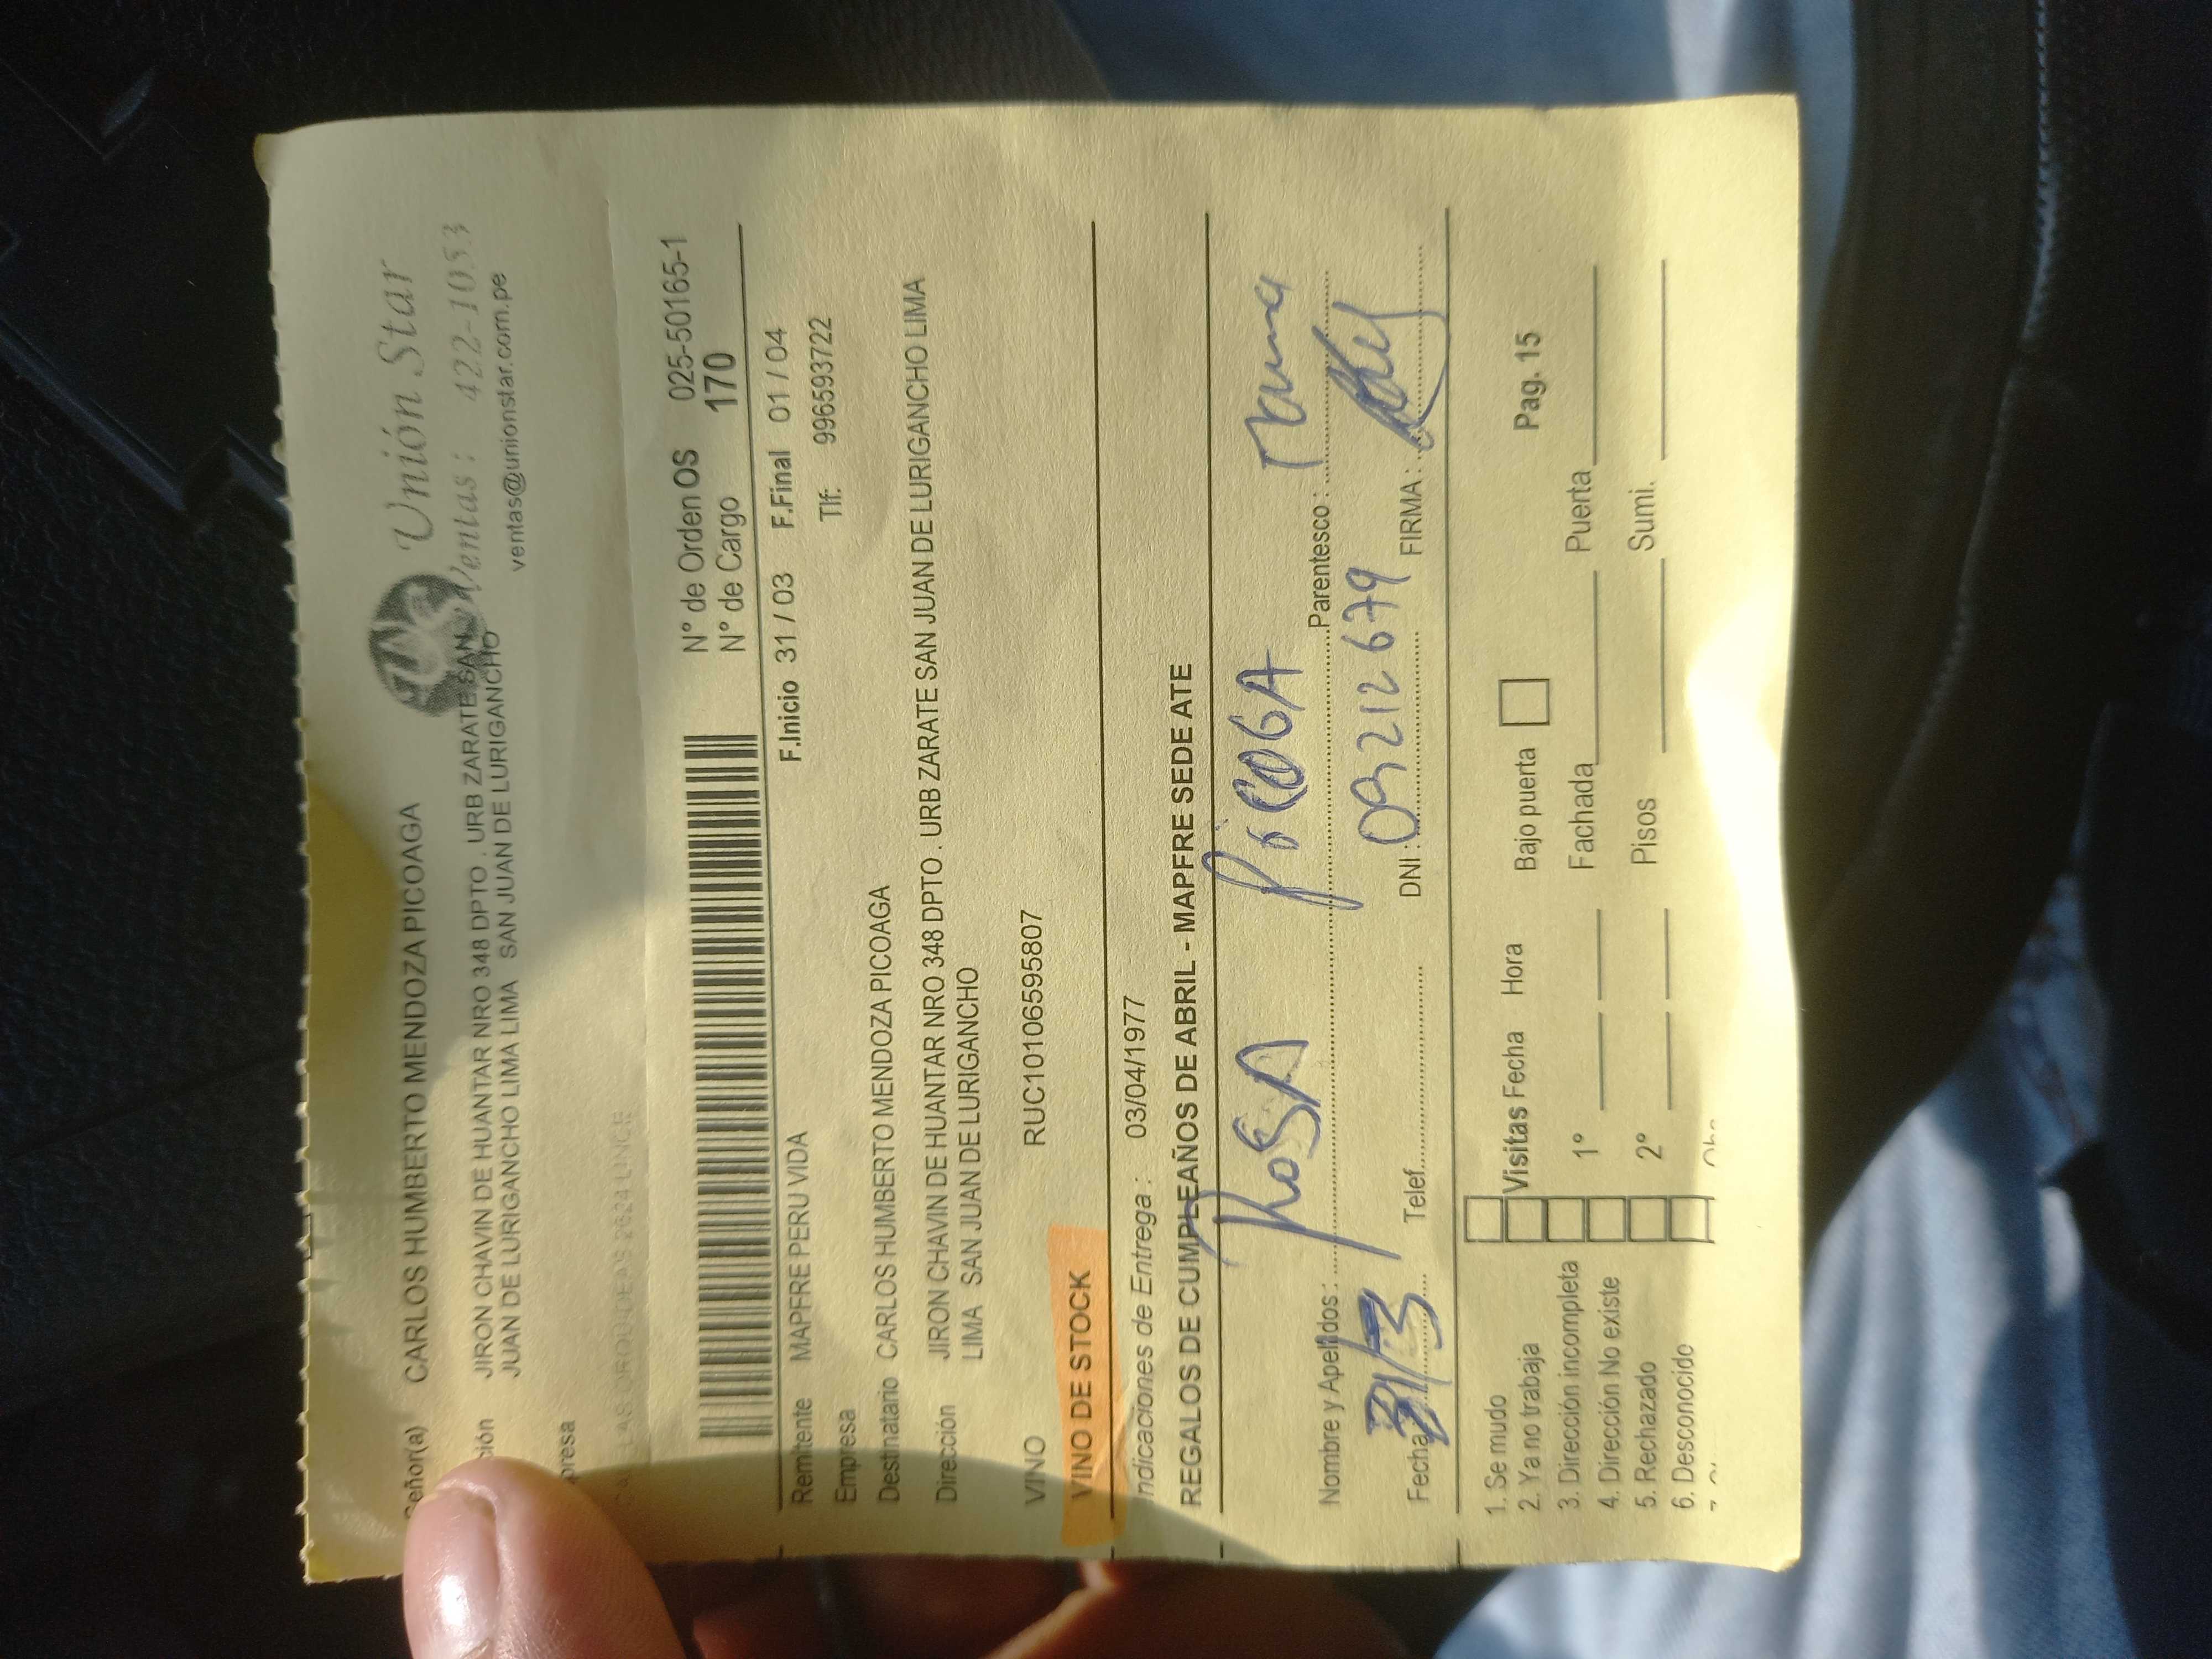 Unión Star
Ventas : 422-1053
ventas@unionstar.com.pe
eñor(a) CARLOS HUMBERTO MENDOZA PICOAGA
ción JIRON CHAVIN DE HUANTAR NRO 348 DPTO . URB ZARATE SAN
JUAN DE LURIGANCHO LIMA LIMA SAN JUAN DE LURIGANCHO
presa
N° de Orden OS 025-50165-1
N° de Cargo 170
F.Inicio 31 / 03 F.Final 01 / 04
Remitente MAPFRE PERU VIDA
Tlf: 996593722
Empresa
Destinatario CARLOS HUMBERTO MENDOZA PICOAGA
Dirección JIRON CHAVIN DE HUANTAR NRO 348 DPTO . URB ZARATE SAN JUAN DE LURIGANCHO LIMA
LIMA SAN JUAN DE LURIGANCHO
VINO RUC10106595807
VINO DE STOCK
Indicaciones de Entrega : 03/04/1977
REGALOS DE CUMPLEAÑOS DE ABRIL - MAPFRE SEDE ATE
Nombre y Apellidos : Rosa PicoGA Parentesco : Mama
Fecha 31/3 Telef. DNI : 09212679 FIRMA :
1. Se mudo
2. Ya no trabaja Visitas Fecha Hora Bajo puerta Pag. 15
3. Dirección incompleta 1° Fachada Puerta
4. Dirección No existe
5. Rechazado 2° Pisos Sumi.
6. Desconocido